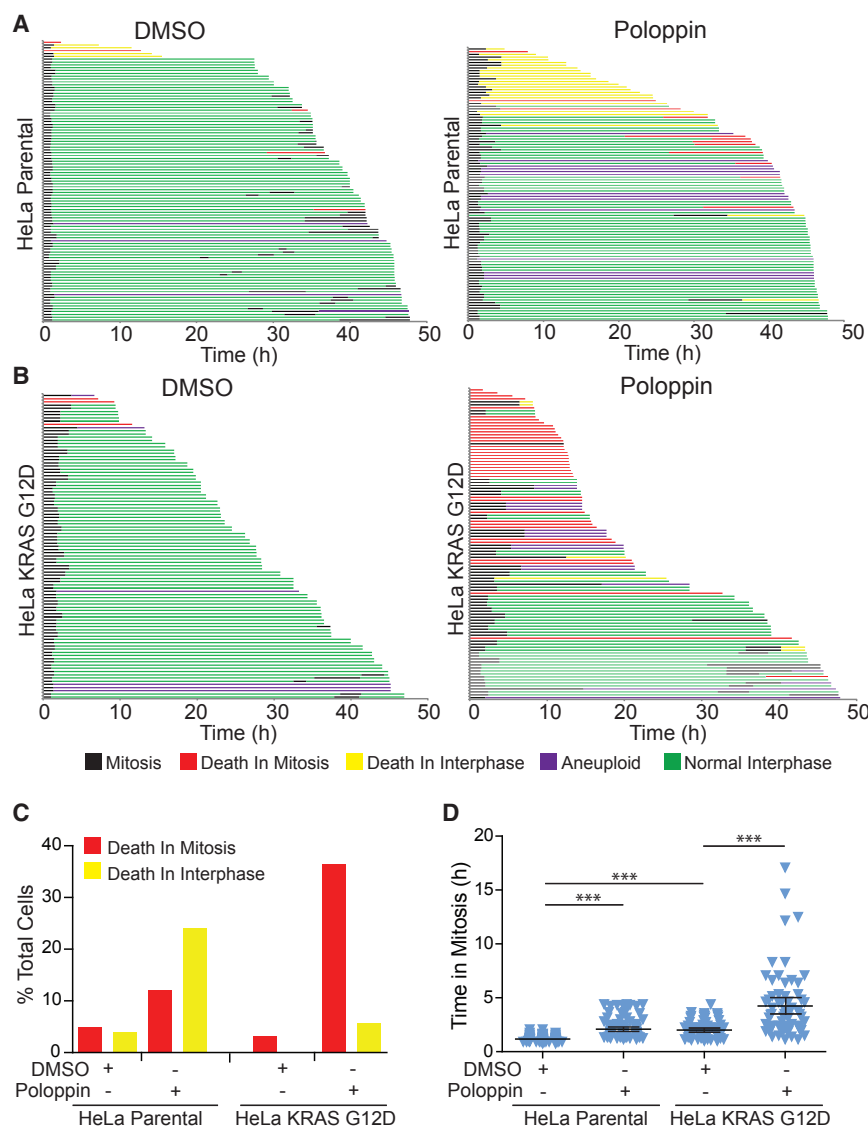 A
DMSO
Poloppin
HeLa Parental
HeLa Parental
0 10 20 30 40 50
0 10 20 30 40 50
Time (h)
Time (h)
B
DMSO
Poloppin
HeLa KRAS G12D
HeLa KRAS G12D
0 10 20 30 40 50
0 10 20 30 40 50
Time (h)
Time (h)
Mitosis Death In Mitosis Death In Interphase Aneuploid Normal Interphase
C
Death In Mitosis
Death In Interphase
% Total Cells
40
30
20
10
0
DMSO + - + -
Poloppin - + - +
HeLa Parental HeLa KRAS G12D
D
Time in Mitosis (h)
20
15
10
5
0
***
***
***
DMSO + - + -
Poloppin - + - +
HeLa Parental HeLa KRAS G12D